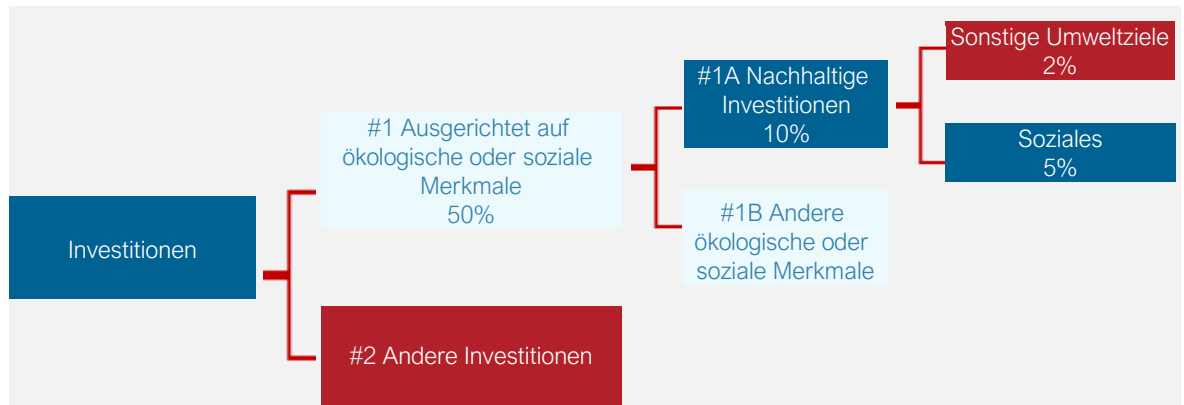 Investitionen
#1 Ausgerichtet auf
ökologische oder soziale
Merkmale
50%
#2 Andere Investitionen
#1A Nachhaltige
Investitionen
10%
#1B Andere
ökologische oder
soziale Merkmale
Sonstige Umweltziele
2%
Soziales
5%